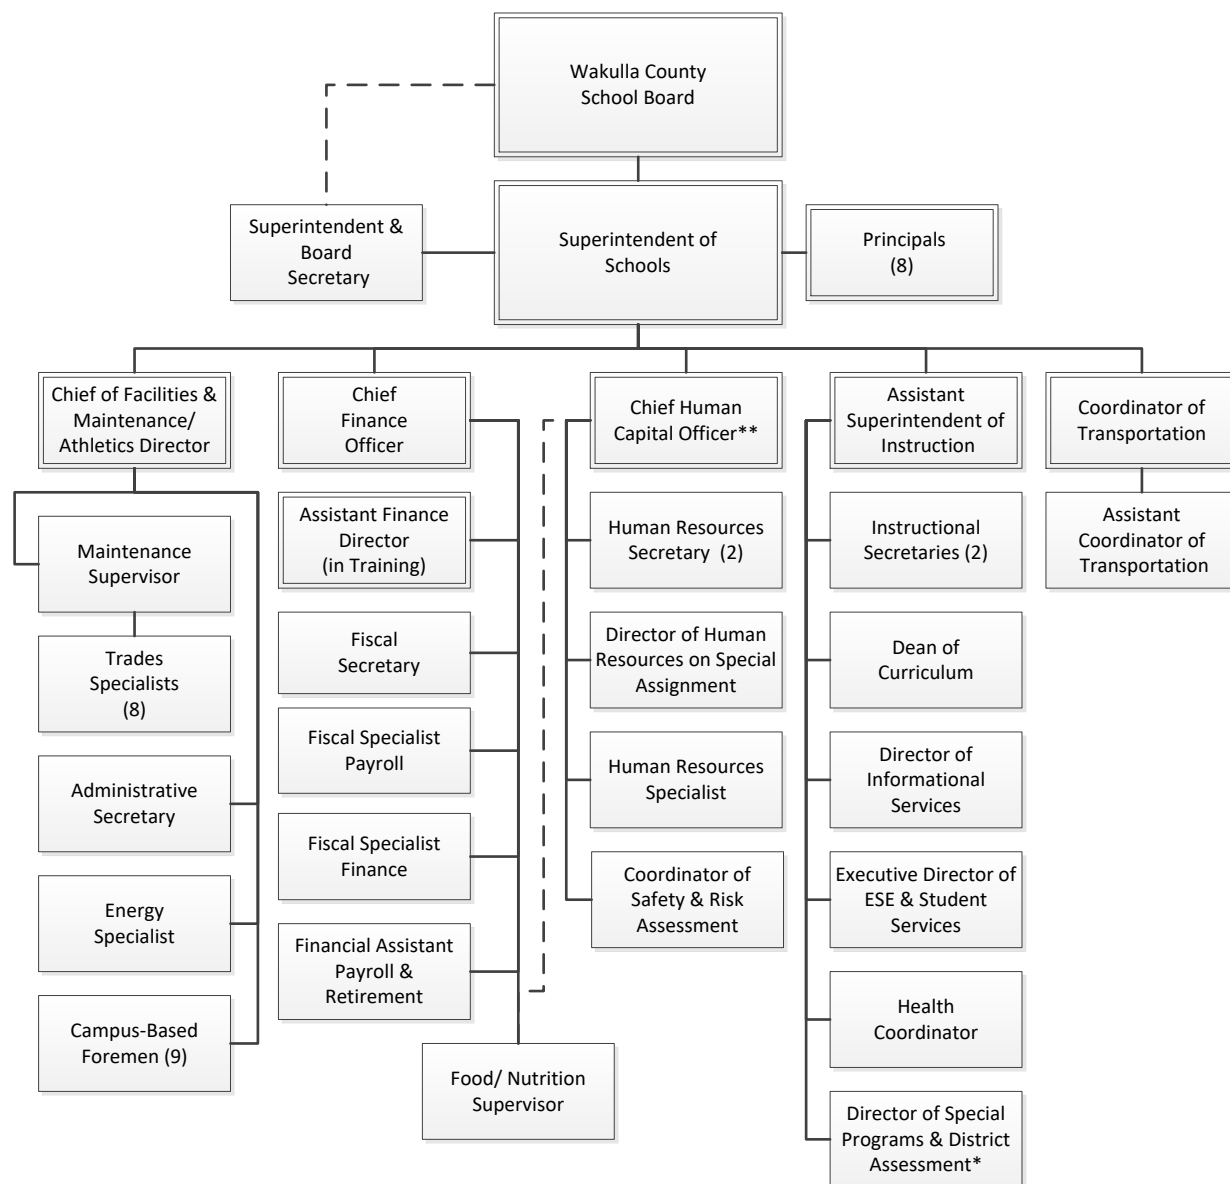 Wakulla County
School Board
Superintendent &
Board
Secretary
Superintendent of
Schools
Principals
(8)
Chief of Facilities &
Maintenance/
Athletics Director
Chief
Finance
Officer
Chief Human
Capital Officer**
Assistant
Superintendent of
Instruction
Coordinator of
Transportation
Maintenance
Supervisor
Trades
Specialists
(8)
Administrative
Secretary
Energy
Specialist
Campus-Based
Foremen (9)
Assistant Finance
Director
(in Training)
Fiscal
Secretary
Fiscal Specialist
Payroll
Fiscal Specialist
Finance
Financial Assistant
Payroll &
Retirement
Food/ Nutrition
Supervisor
Human Resources
Secretary  (2)
Director of Human
Resources on Special
Assignment
Human Resources
Specialist
Coordinator of
Safety & Risk
Assessment
Instructional
Secretaries (2)
Dean of
Curriculum
Director of
Informational
Services
Executive Director of
ESE & Student
Services
Health
Coordinator
Director of Special
Programs & District
Assessment*
Assistant
Coordinator of
Transportation